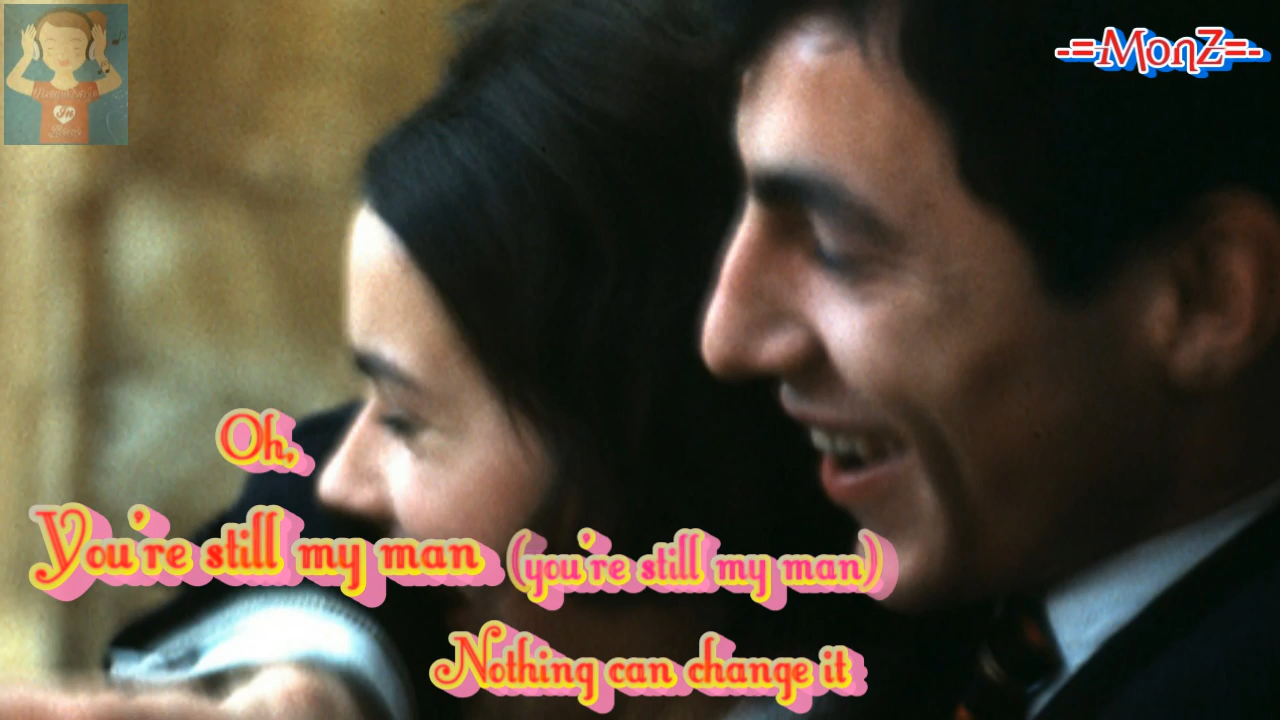 -=MonZ=-
Oh,
You're still my man (you're still my man)
Nothing can change it